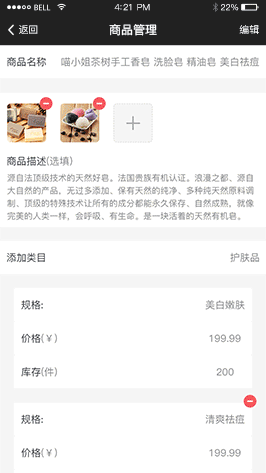 BELL 4:21 PM 22%
返回 商品管理 编辑
商品名称 喵小姐茶树手工香皂 洗脸皂 精油皂 美白祛痘
商品描述(选填)
源自法顶级技术的天然好皂。法国贵族有机认证。浪漫之都、源自
大自然的产品，无过多添加、保有天然的纯净、多种纯天然原料调
制、顶级的特殊技术让所有的成分都能永久保存、自然成熟，就像
完美的人类一样，会呼吸、有生命。是一块活着的天然有机皂。
添加类目 护肤品
规格: 美白嫩肤
价格(￥) 199.99
库存(件) 200
规格: 清爽祛痘
价格(￥) 199.99